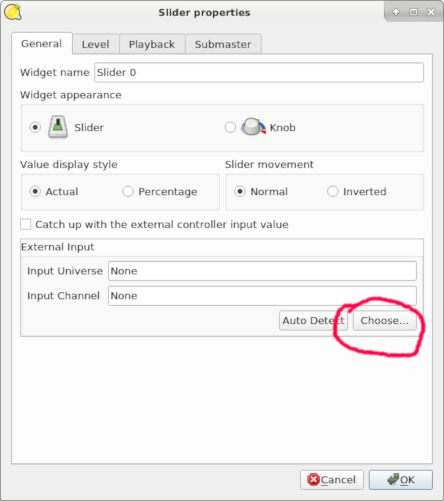 Slider properties
General Level Playback Submaster
Widget name Slider 0
Widget appearance
Slider Knob
Value display style Slider movement
Actual Percentage Normal Inverted
Catch up with the external controller input value
External Input
Input Universe None
Input Channel None
Auto Detect Choose...
Cancel OK